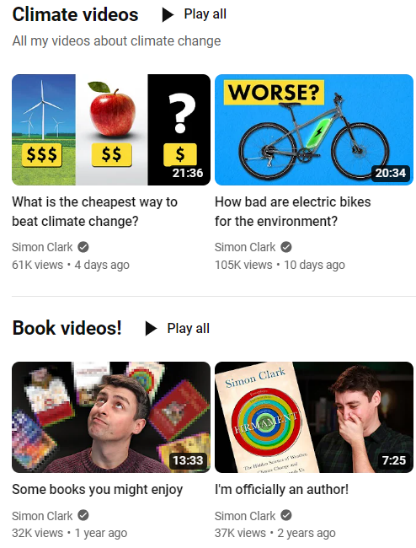 Climate videos
Play all
All my videos about climate change
$$$
$$
?
$
21:36
WORSE?
20:34
What is the cheapest way to
beat climate change?
How bad are electric bikes
for the environment?
Simon Clark
Simon Clark
61K views • 4 days ago
105K views • 10 days ago
Book videos!
Play all
13:33
Simon Clark
FIRMAMENT
The Hidden Science of Weather,
7:25
Some books you might enjoy
I'm officially an author!
Simon Clark
Simon Clark
32K views • 1 year ago
37K views • 2 years ago